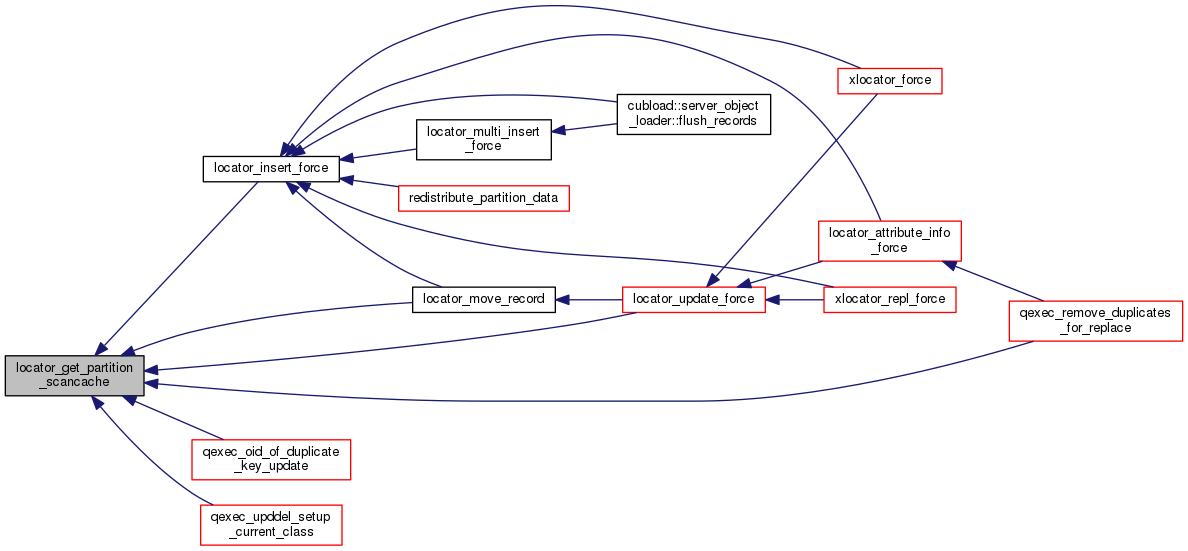 xlocator_force
cubload::server_object
_loader::flush_records
locator_multi_insert
_force
locator_insert_force
redistribute_partition_data
locator_attribute_info
_force
locator_move_record
locator_update_force
xlocator_repl_force
qexec_remove_duplicates
_for_replace
locator_get_partition
_scancache
qexec_oid_of_duplicate
_key_update
qexec_upddel_setup
_current_class